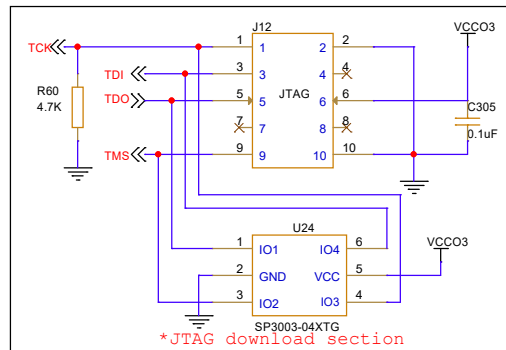 J12
VCCO3
TCK
1 1 2 2
TDI
3 3 4 4
R60
4.7K
TDO
5 5 JTAG 6 6
C305
0.1uF
7 7 8 8
TMS
9 9 10 10
U24
1 IO1 IO4 6
VCCO3
2 GND VCC 5
3 IO2 IO3 4
SP3003-04XTG
*JTAG download section